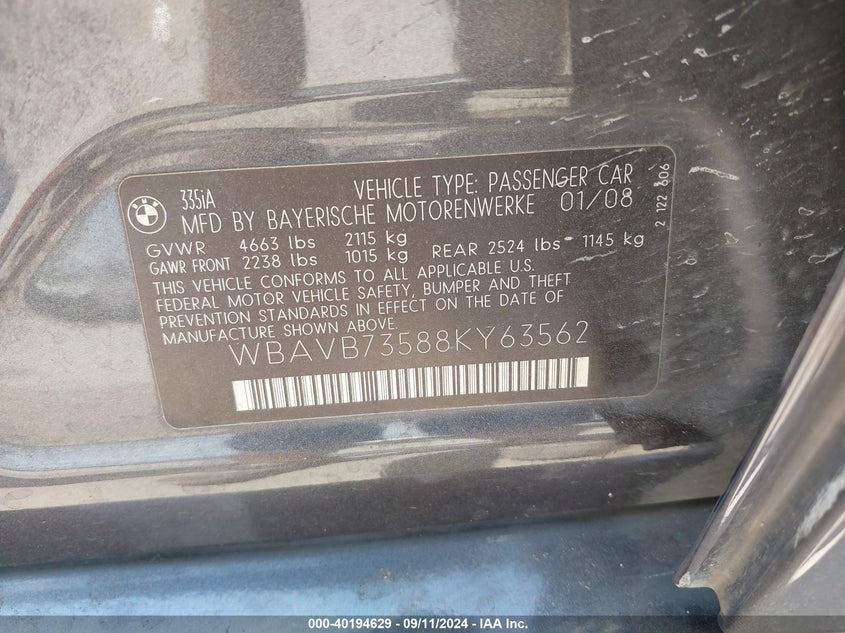 BMW
335iA
VEHICLE TYPE: PASSENGER CAR
MFD BY BAYERISCHE MOTORENWERKE 01/08
GVWR 4663 lbs 2115 kg
GAWR FRONT 2238 lbs 1015 kg REAR 2524 lbs 1145 kg
THIS VEHICLE CONFORMS TO ALL APPLICABLE U.S.
FEDERAL MOTOR VEHICLE SAFETY, BUMPER AND THEFT
PREVENTION STANDARDS IN EFFECT ON THE DATE OF
MANUFACTURE SHOWN ABOVE.
WBAVB73588KY63562
2 122 606
000-40194629 - 09/11/2024 - IAA Inc.